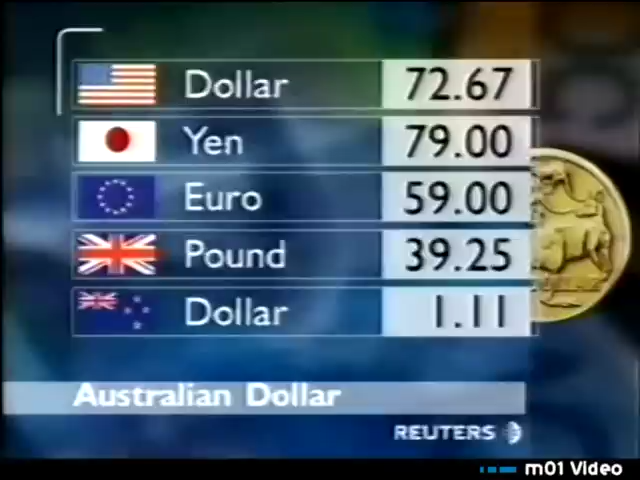 Dollar 72.67
Yen 79.00
Euro 59.00
Pound 39.25
Dollar 1.11
Australian Dollar
REUTERS
m01 Video